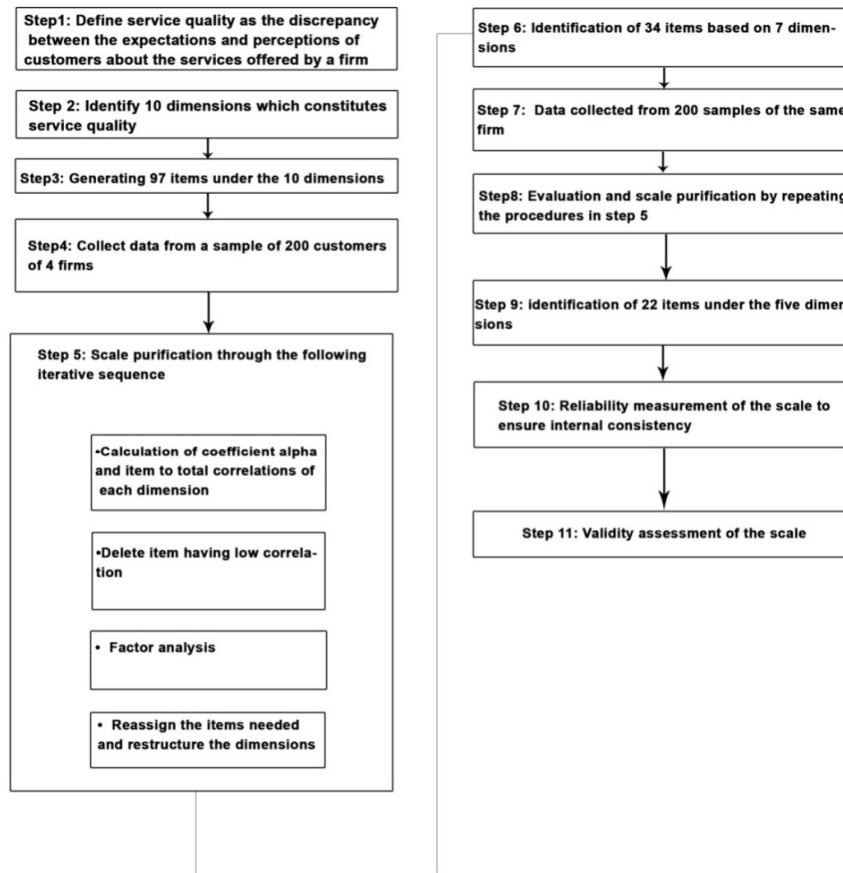 Step1: Define service quality as the discrepancy
between the expectations and perceptions of
customers about the services offered by a firm
Step 2: Identify 10 dimensions which constitutes
service quality
Step3: Generating 97 items under the 10 dimensions
Step4: Collect data from a sample of 200 customers
of 4 firms
Step 5: Scale purification through the following
iterative sequence
•Calculation of coefficient alpha
and item to total correlations of
each dimension
•Delete item having low correla-
tion
• Factor analysis
• Reassign the items needed
and restructure the dimensions
Step 6: Identification of 34 items based on 7 dimen-
sions
Step 7: Data collected from 200 samples of the same
firm
Step8: Evaluation and scale purification by repeating
the procedures in step 5
Step 9: identification of 22 items under the five dimen
sions
Step 10: Reliability measurement of the scale to
ensure internal consistency
Step 11: Validity assessment of the scale